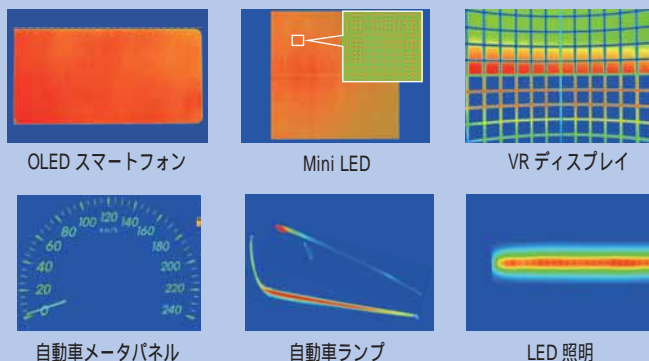 OLED スマートフォン
Mini LED
VR ディスプレイ
0
20
40
60
80
100
120
140
160
180
200
220
240
km/h
自動車メータパネル
自動車ランプ
LED 照明